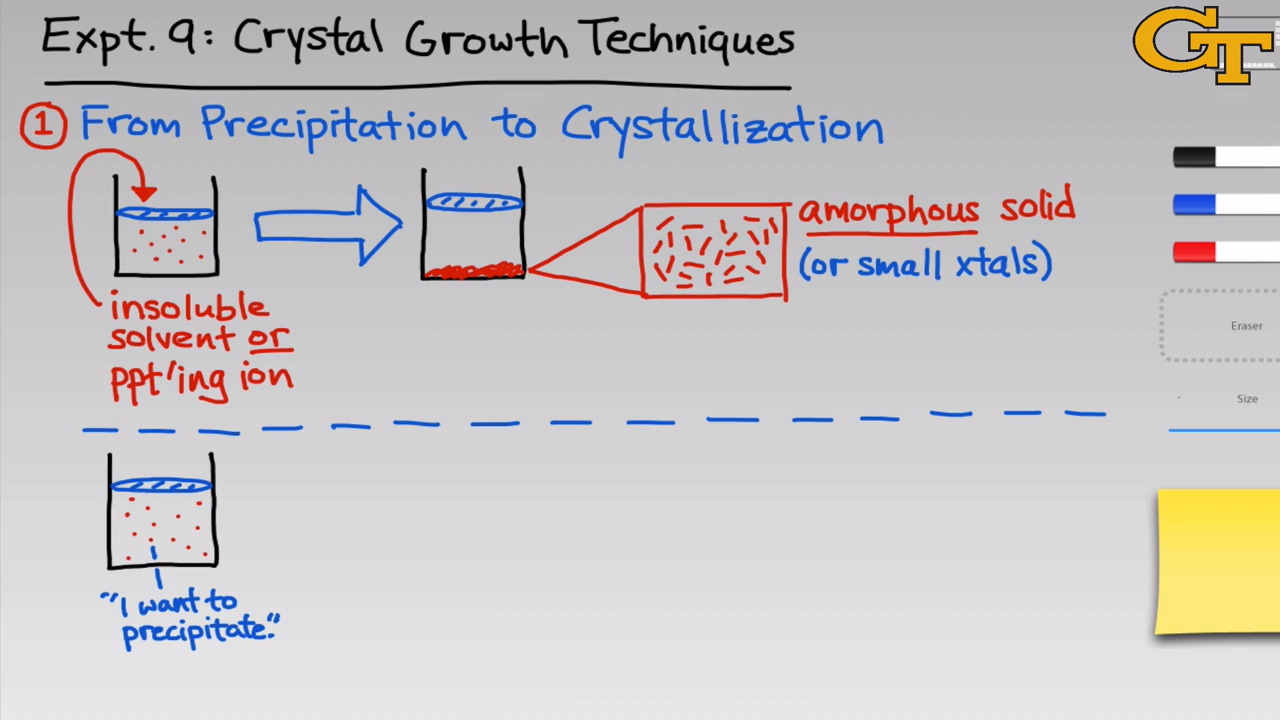 Expt. 9: Crystal Growth Techniques
GT
1 From Precipitation to Crystallization
amorphous solid
(or small xtals)
insoluble
solvent or
ppt'ing ion
"I want to
precipitate."
Eraser
Size